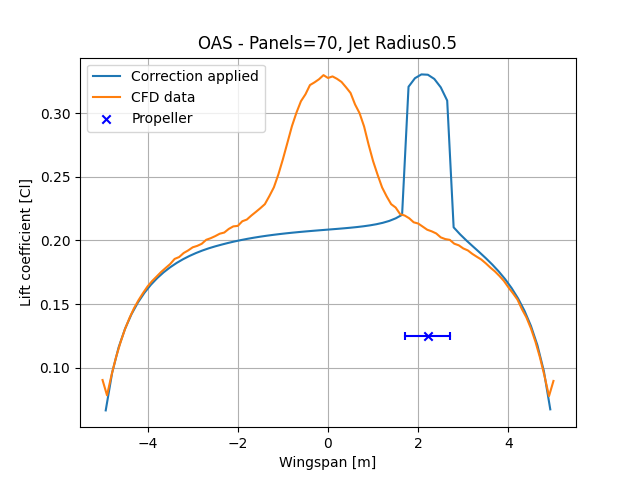 OAS - Panels=70, Jet Radius0.5
Correction applied
CFD data
Propeller
Lift coefficient [Cl]
0.30
0.25
0.20
0.15
0.10
−4 −2 0 2 4
Wingspan [m]